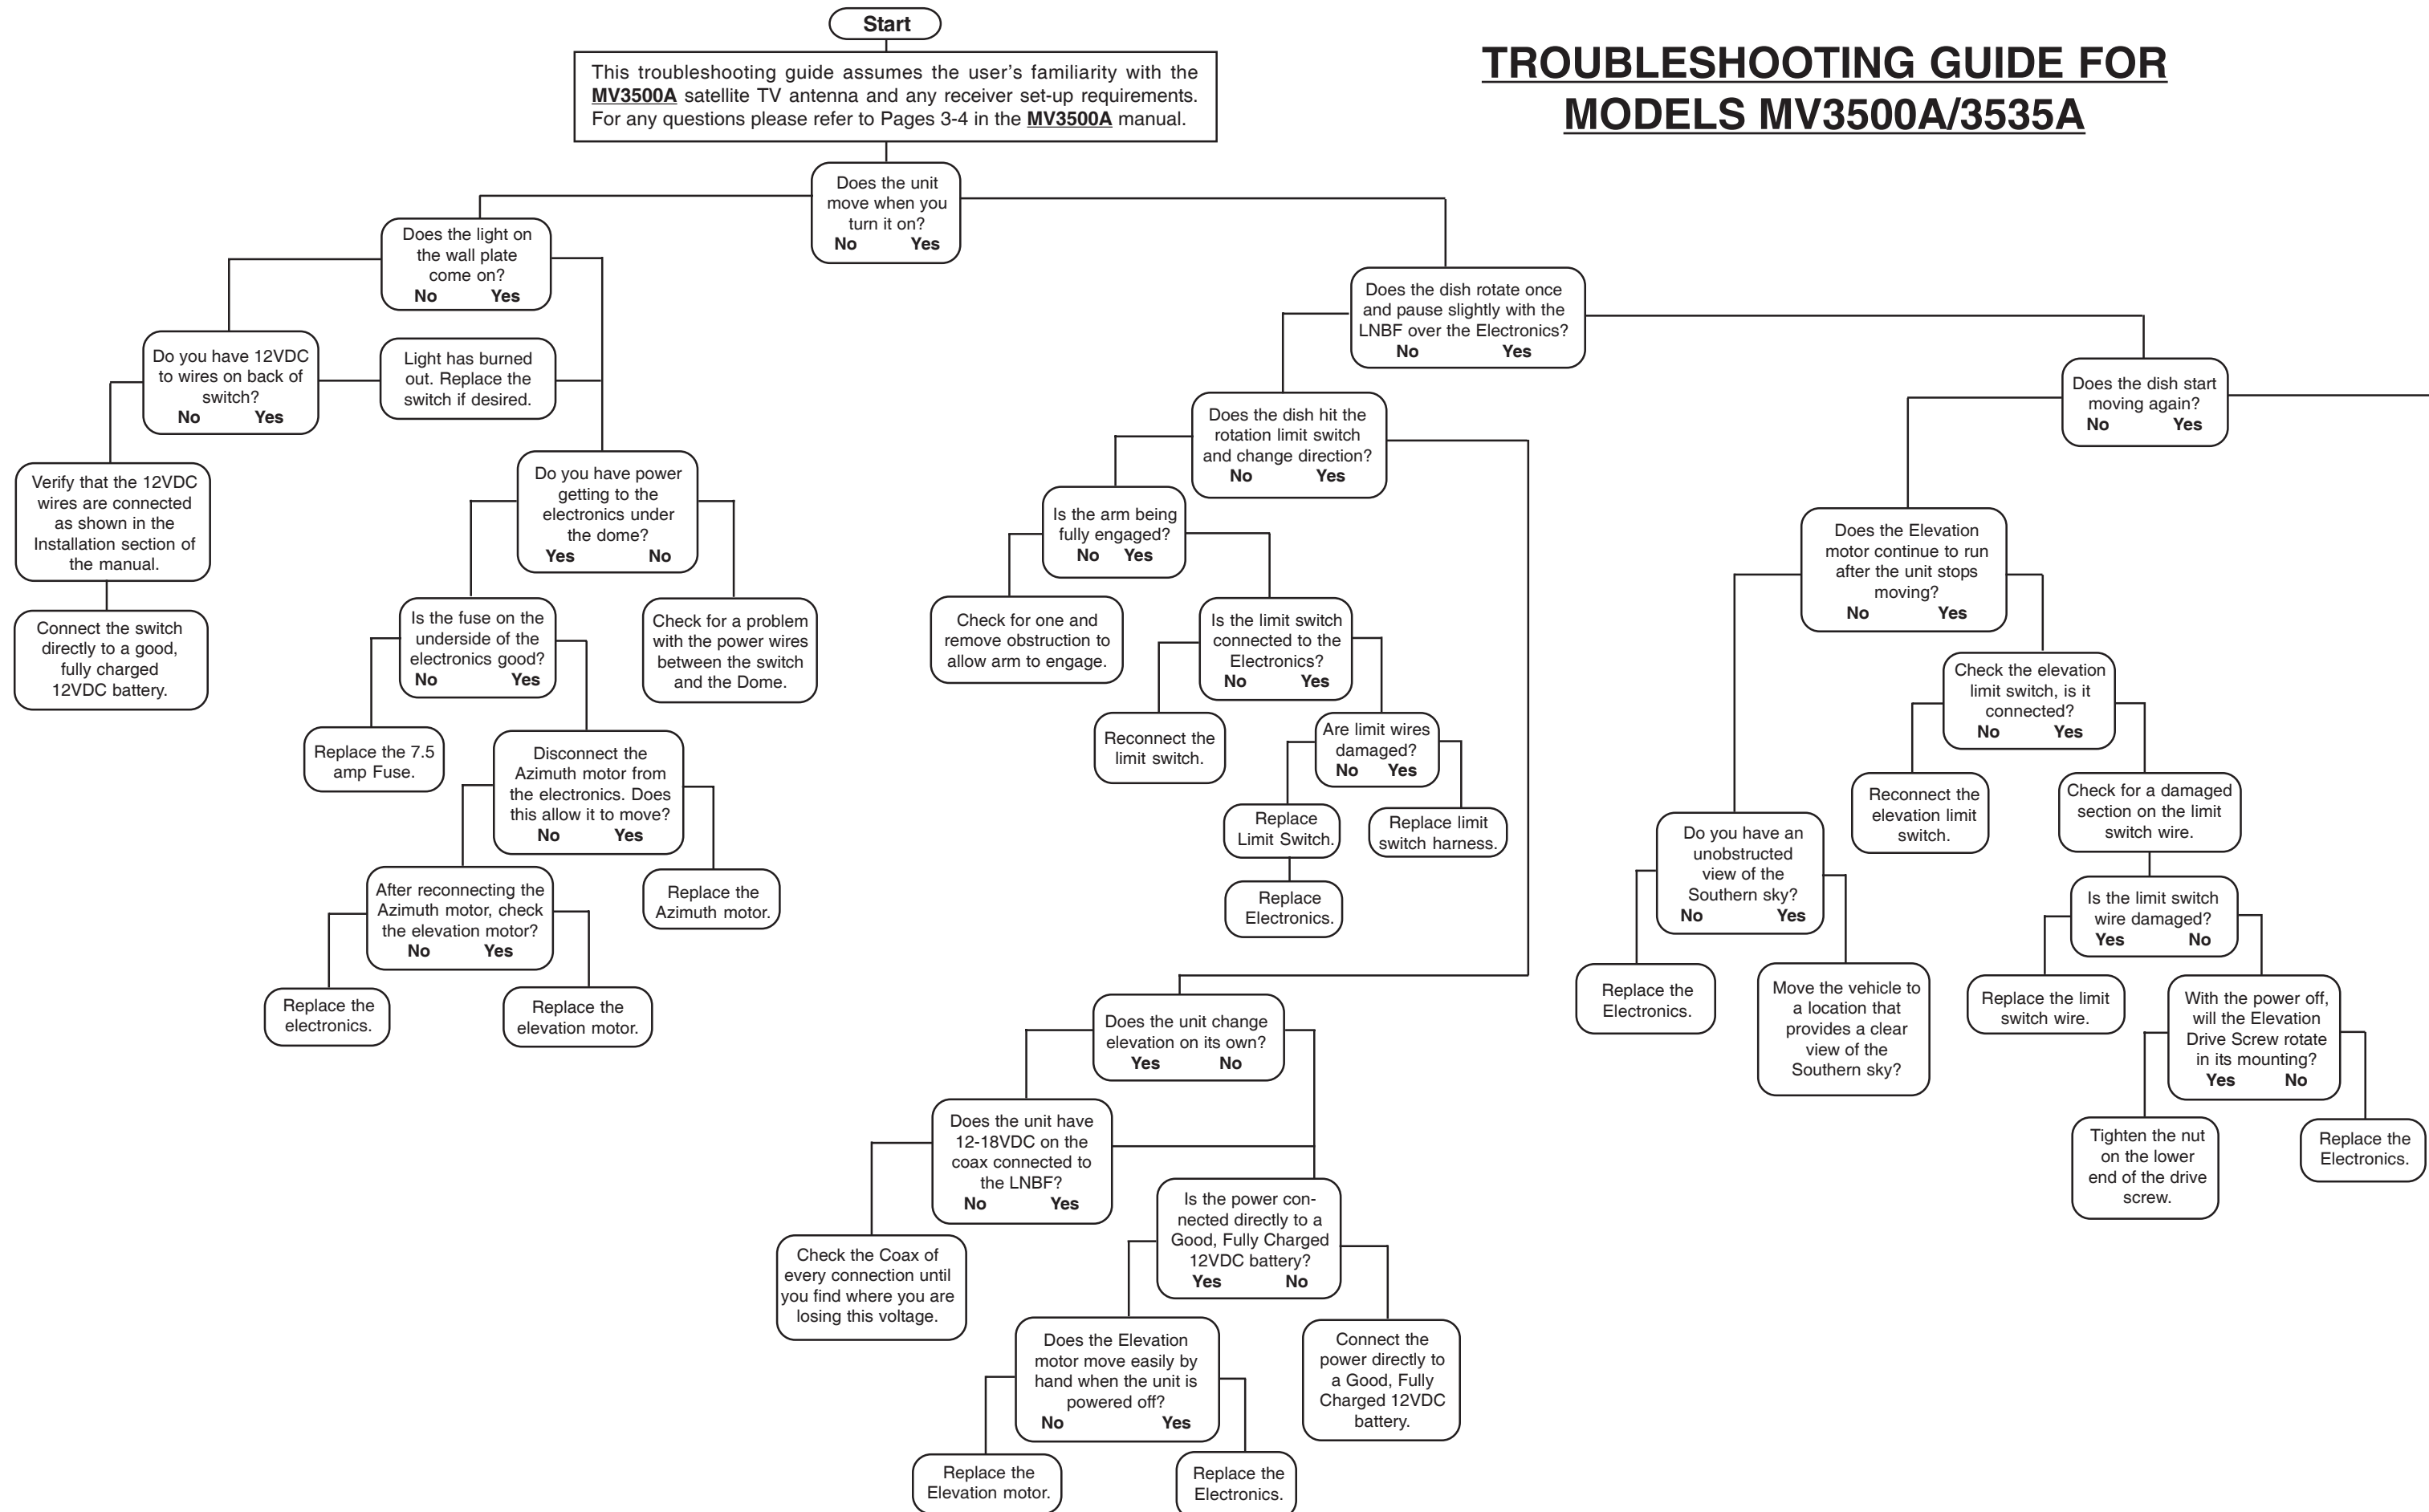 Start
This troubleshooting guide assumes the user's familiarity with the
MV3500A satellite TV antenna and any receiver set-up requirements.
For any questions please refer to Pages 3-4 in the MV3500A manual.
TROUBLESHOOTING GUIDE FOR
MODELS MV3500A/3535A
Does the unit
move when you
turn it on?
No Yes
Does the light on
the wall plate
come on?
No Yes
Do you have 12VDC
to wires on back of
switch?
No Yes
Light has burned
out. Replace the
switch if desired.
Verify that the 12VDC
wires are connected
as shown in the
Installation section of
the manual.
Connect the switch
directly to a good,
fully charged
12VDC battery.
Do you have power
getting to the
electronics under
the dome?
Yes No
Is the fuse on the
underside of the
electronics good?
No Yes
Check for a problem
with the power wires
between the switch
and the Dome.
Replace the 7.5
amp Fuse.
Disconnect the
Azimuth motor from
the electronics. Does
this allow it to move?
No Yes
After reconnecting the
Azimuth motor, check
the elevation motor?
No Yes
Replace the
Azimuth motor.
Replace the
electronics.
Replace the
elevation motor.
Does the dish rotate once
and pause slightly with the
LNBF over the Electronics?
No Yes
Does the dish hit the
rotation limit switch
and change direction?
No Yes
Is the arm being
fully engaged?
No Yes
Check for one and
remove obstruction to
allow arm to engage.
Is the limit switch
connected to the
Electronics?
No Yes
Reconnect the
limit switch.
Are limit wires
damaged?
No Yes
Replace
Limit Switch.
Replace limit
switch harness.
Replace
Electronics.
Does the unit change
elevation on its own?
Yes No
Does the unit have
12-18VDC on the
coax connected to
the LNBF?
No Yes
Check the Coax of
every connection until
you find where you are
losing this voltage.
Is the power con-
nected directly to a
Good, Fully Charged
12VDC battery?
Yes No
Does the Elevation
motor move easily by
hand when the unit is
powered off?
No Yes
Connect the
power directly to
a Good, Fully
Charged 12VDC
battery.
Replace the
Elevation motor.
Replace the
Electronics.
Does the dish start
moving again?
No Yes
Does the Elevation
motor continue to run
after the unit stops
moving?
No Yes
Do you have an
unobstructed
view of the
Southern sky?
No Yes
Replace the
Electronics.
Move the vehicle to
a location that
provides a clear
view of the
Southern sky?
Check the elevation
limit switch, is it
connected?
No Yes
Reconnect the
elevation limit
switch.
Check for a damaged
section on the limit
switch wire.
Is the limit switch
wire damaged?
Yes No
Replace the limit
switch wire.
With the power off,
will the Elevation
Drive Screw rotate
in its mounting?
Yes No
Tighten the nut
on the lower
end of the drive
screw.
Replace the
Electronics.